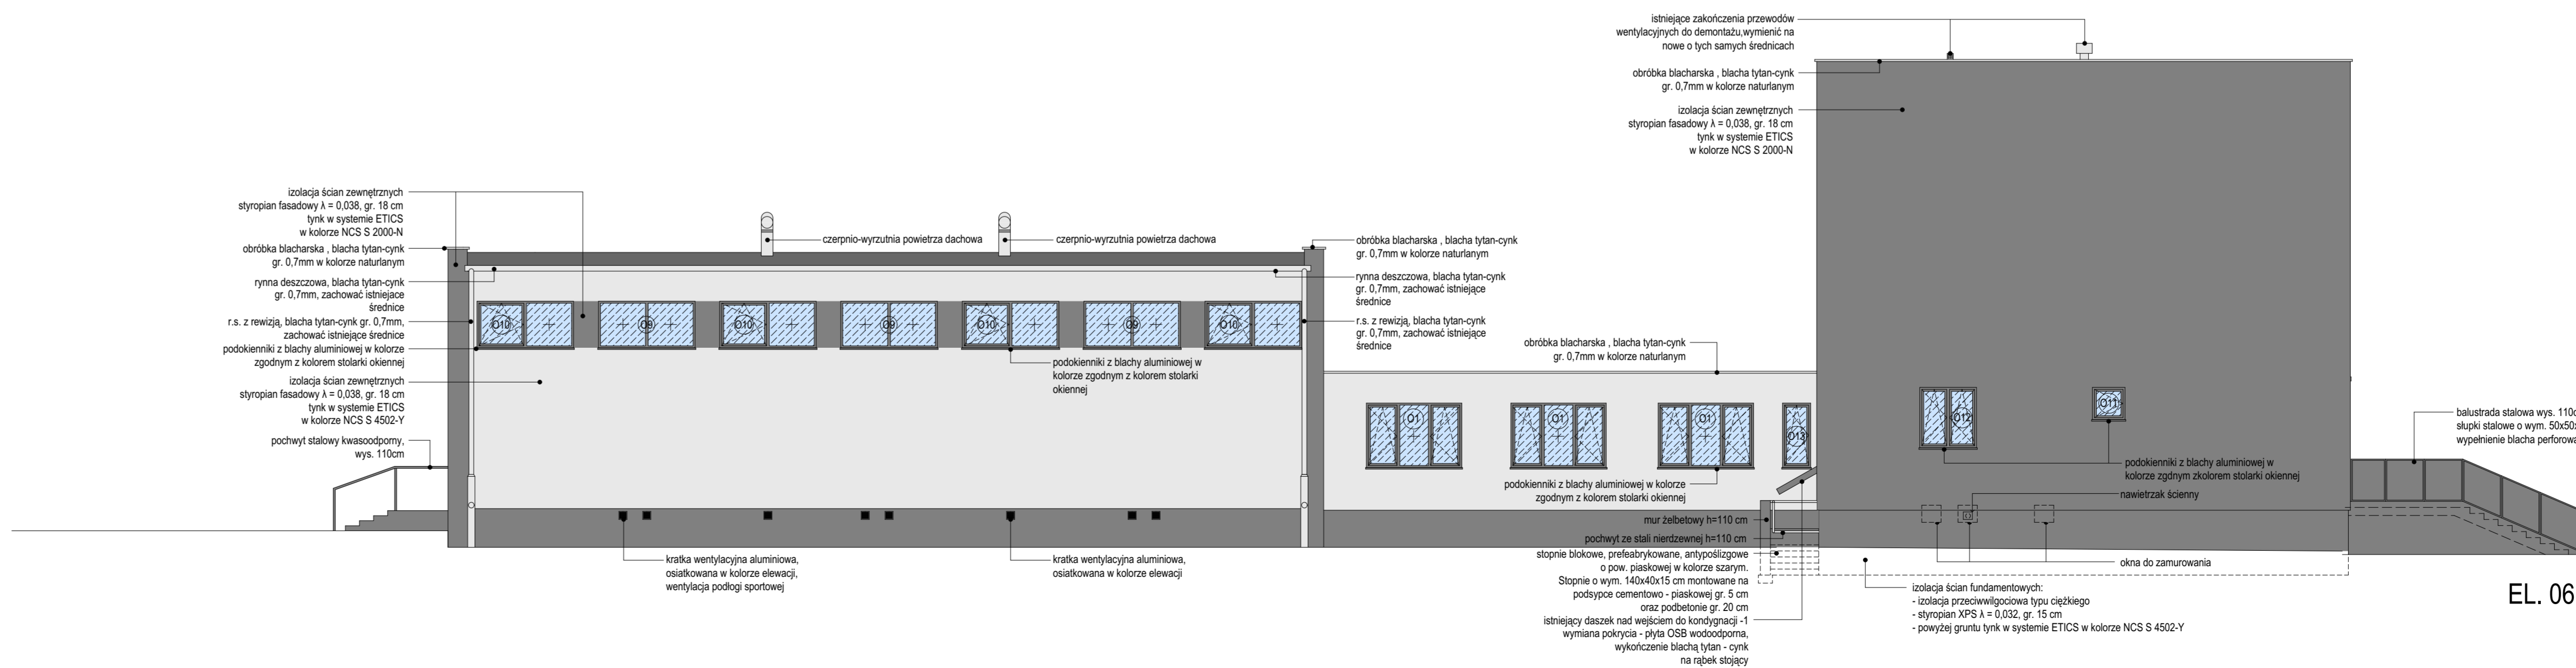 istniejące zakończenia przewodów
wentylacyjnych do demontażu,wymienić na
nowe o tych samych średnicach
obróbka blacharska , blacha tytan-cynk
gr. 0,7mm w kolorze naturlanym
izolacja ścian zewnętrznych
styropian fasadowy λ = 0,038, gr. 18 cm
tynk w systemie ETICS
w kolorze NCS S 2000-N
izolacja ścian zewnętrznych
styropian fasadowy λ = 0,038, gr. 18 cm
tynk w systemie ETICS
w kolorze NCS S 2000-N
obróbka blacharska , blacha tytan-cynk
gr. 0,7mm w kolorze naturlanym
rynna deszczowa, blacha tytan-cynk
gr. 0,7mm, zachować istniejace
średnice
r.s. z rewizją, blacha tytan-cynk gr. 0,7mm,
zachować istniejące średnice
podokienniki z blachy aluminiowej w kolorze
zgodnym z kolorem stolarki okiennej
izolacja ścian zewnętrznych
styropian fasadowy λ = 0,038, gr. 18 cm
tynk w systemie ETICS
w kolorze NCS S 4502-Y
pochwyt stalowy kwasoodporny,
wys. 110cm
czerpnio-wyrzutnia powietrza dachowa
czerpnio-wyrzutnia powietrza dachowa
O10
O9
O10
O9
O10
O9
O10
podokienniki z blachy aluminiowej w
kolorze zgodnym z kolorem stolarki
okiennej
kratka wentylacyjna aluminiowa,
osiatkowana w kolorze elewacji,
wentylacja podłogi sportowej
kratka wentylacyjna aluminiowa,
osiatkowana w kolorze elewacji
obróbka blacharska , blacha tytan-cynk
gr. 0,7mm w kolorze naturlanym
rynna deszczowa, blacha tytan-cynk
gr. 0,7mm, zachować istniejące
średnice
r.s. z rewizją, blacha tytan-cynk
gr. 0,7mm, zachować istniejące
średnice
obróbka blacharska , blacha tytan-cynk
gr. 0,7mm w kolorze naturlanym
O1
O1
O1
O13
podokienniki z blachy aluminiowej w kolorze
zgodnym z kolorem stolarki okiennej
mur żelbetowy h=110 cm
pochwyt ze stali nierdzewnej h=110 cm
stopnie blokowe, prefeabrykowane, antypoślizgowe
o pow. piaskowej w kolorze szarym.
Stopnie o wym. 140x40x15 cm montowane na
podsypce cementowo - piaskowej gr. 5 cm
oraz podbetonie gr. 20 cm
istniejący daszek nad wejściem do kondygnacji -1
wymiana pokrycia - płyta OSB wodoodporna,
wykończenie blachą tytan - cynk
na rąbek stojący
O12
O11
podokienniki z blachy aluminiowej w
kolorze zgdnym zkolorem stolarki okiennej
nawietrzak ścienny
okna do zamurowania
izolacja ścian fundamentowych:
- izolacja przeciwwilgociowa typu ciężkiego
- styropian XPS λ = 0,032, gr. 15 cm
- powyżej gruntu tynk w systemie ETICS w kolorze NCS S 4502-Y
balustrada stalowa wys. 110c
słupki stalowe o wym. 50x50x
wypełnienie blacha perforowa
EL. 06